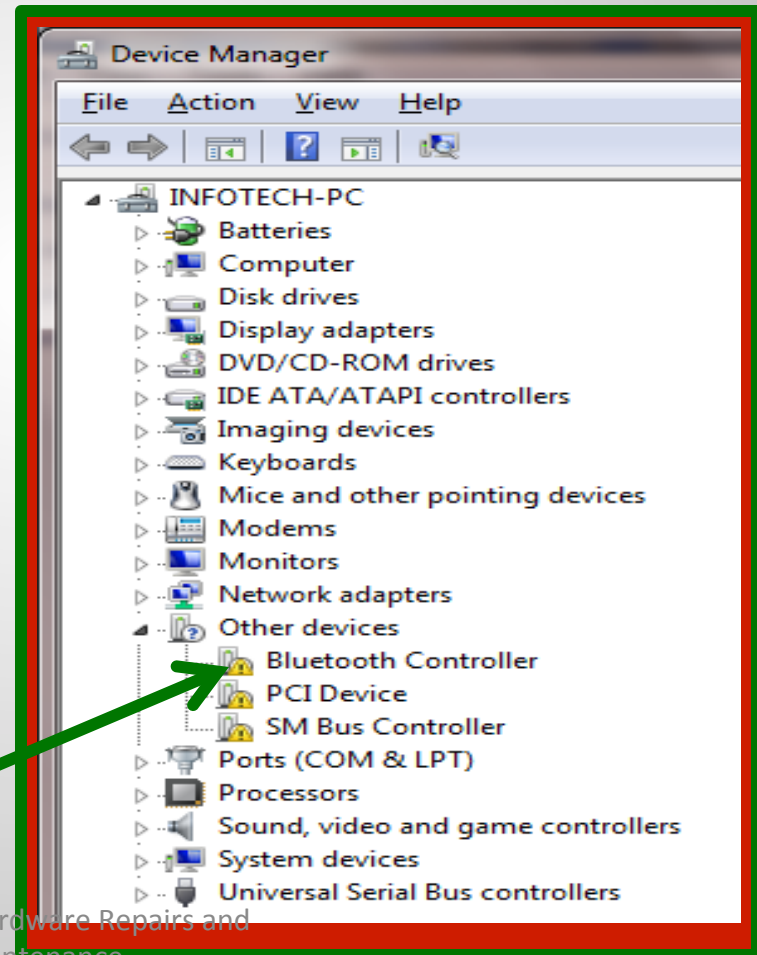 Device Manager
File Action View Help
INFOTECH-PC
Batteries
Computer
Disk drives
Display adapters
DVD/CD-ROM drives
IDE ATA/ATAPI controllers
Imaging devices
Keyboards
Mice and other pointing devices
Modems
Monitors
Network adapters
Other devices
Bluetooth Controller
PCI Device
SM Bus Controller
Ports (COM & LPT)
Processors
Sound, video and game controllers
System devices
Universal Serial Bus controllers
rdware Repairs and